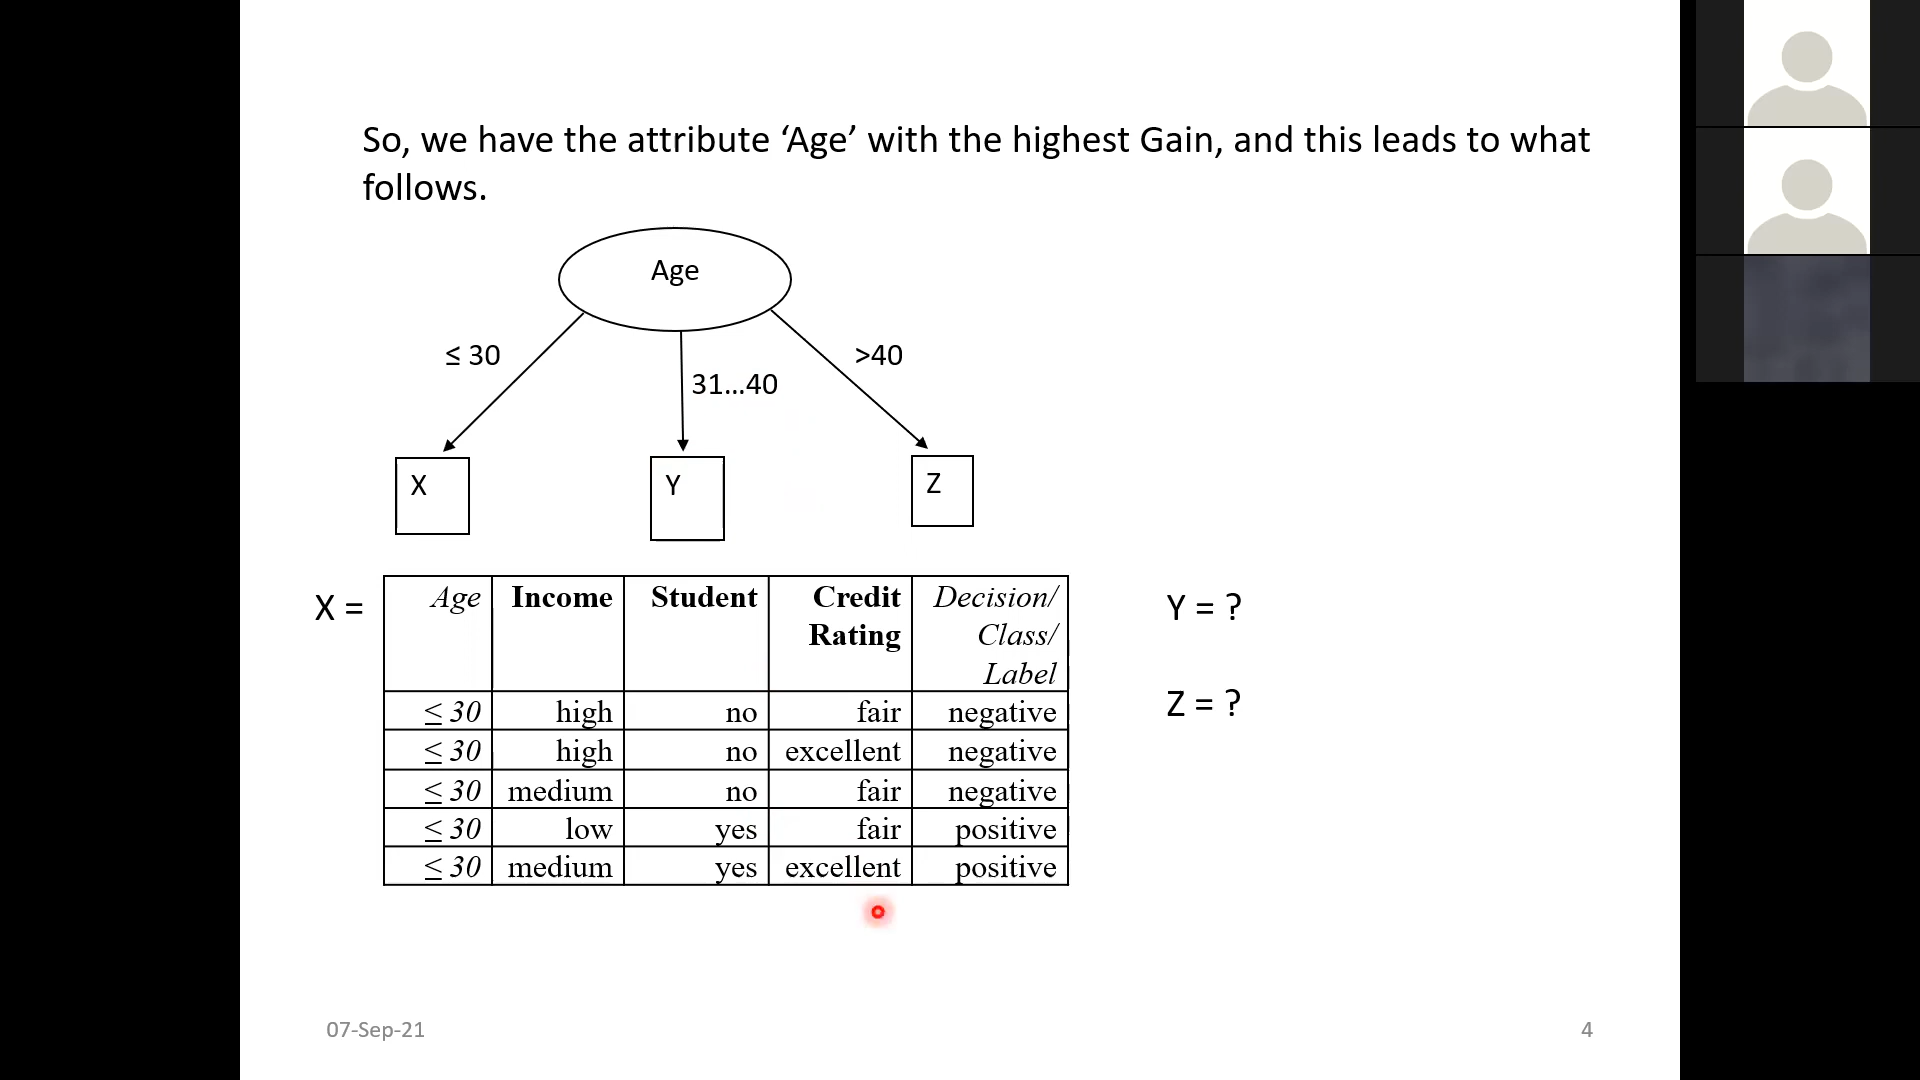 So, we have the attribute ‘Age’ with the highest Gain, and this leads to what
follows.
Age
≤ 30
31...40
>40
X
Y
Z
X =
Age Income Student Credit Rating Decision/ Class/ Label
≤ 30 high no fair negative
≤ 30 high no excellent negative
≤ 30 medium no fair negative
≤ 30 low yes fair positive
≤ 30 medium yes excellent positive
Y = ?
Z = ?
07-Sep-21
4